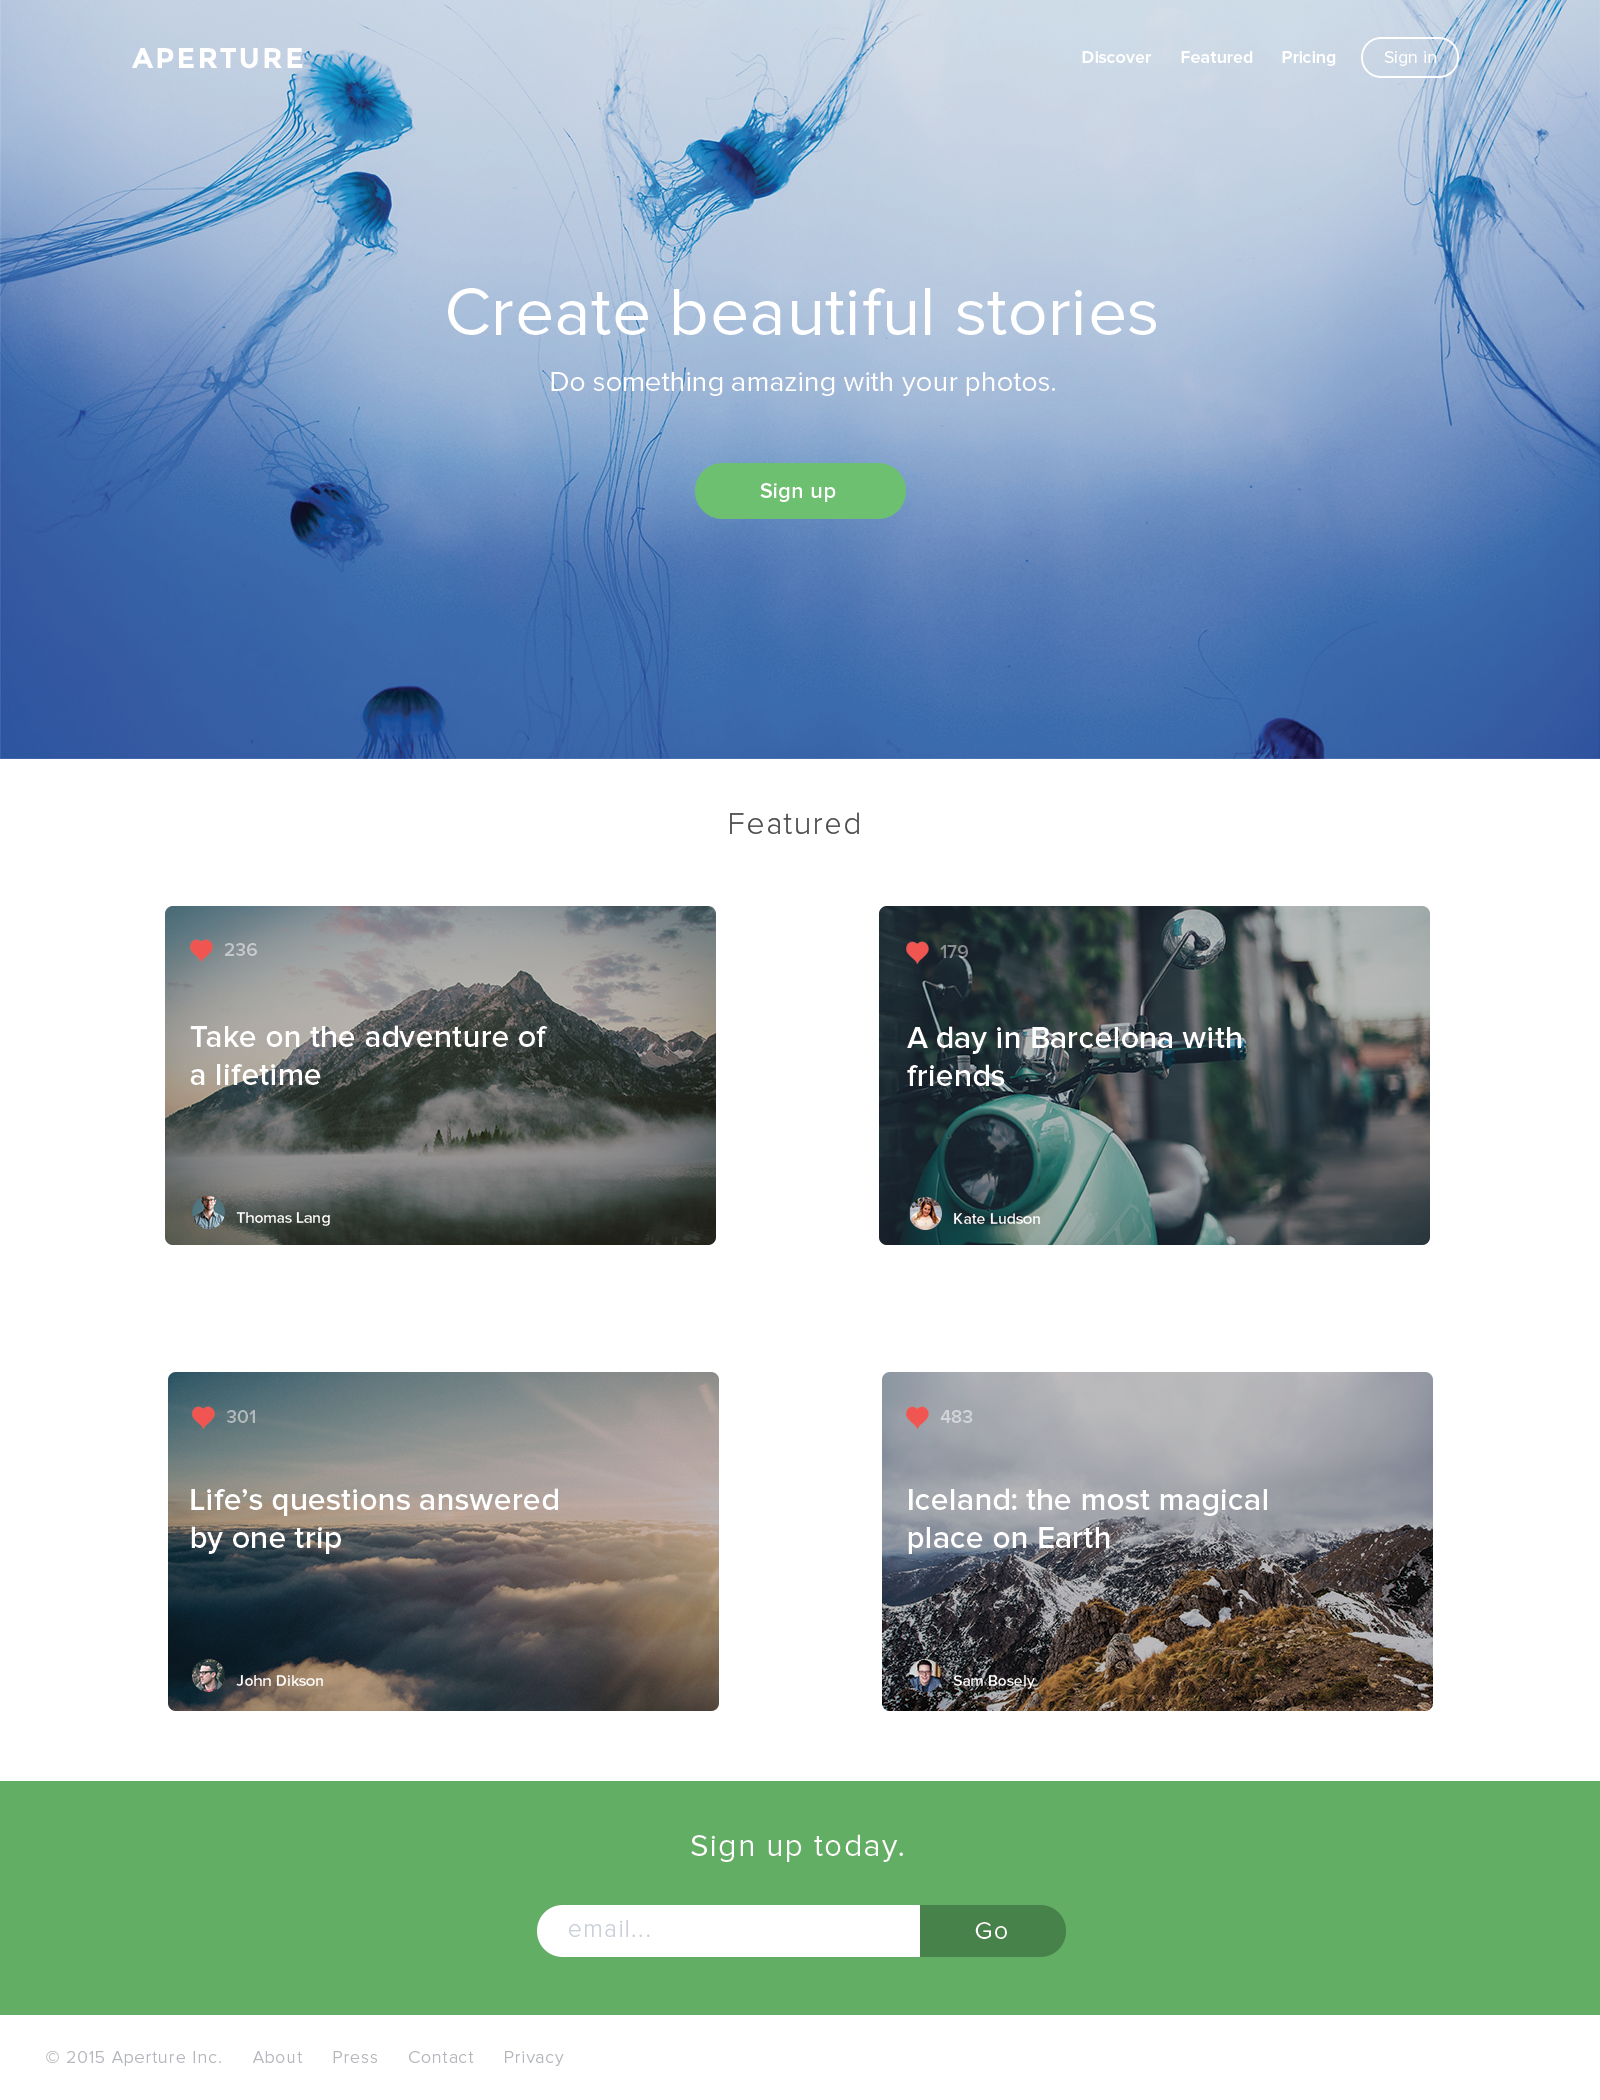 APERTURE
Discover Featured Pricing Sign in
Create beautiful stories
Do something amazing with your photos.
Sign up
Featured
236
Take on the adventure of
a lifetime
Thomas Lang
179
A day in Barcelona with
friends
Kate Ludson
301
Life’s questions answered
by one trip
John Dikson
483
Iceland: the most magical
place on Earth
Sam Bosely
Sign up today.
email...
Go
© 2015 Aperture Inc. About Press Contact Privacy